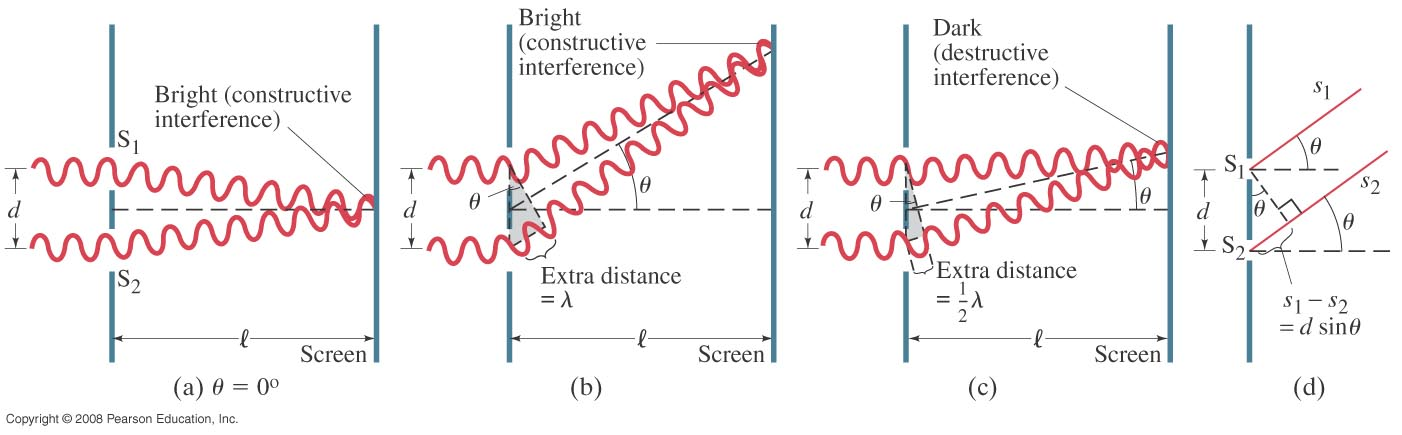 Bright (constructive
interference)
S1
d
S2
ℓ
Screen
(a) θ = 0°
Bright
(constructive
interference)
d
θ
θ
Extra distance
= λ
ℓ
Screen
(b)
Dark
(destructive
interference)
d
θ
θ
Extra distance
= 1/2 λ
ℓ
Screen
(c)
s1
θ
S1
s2
d
θ
θ
S2
s1 − s2
= d sinθ
(d)
Copyright © 2008 Pearson Education, Inc.